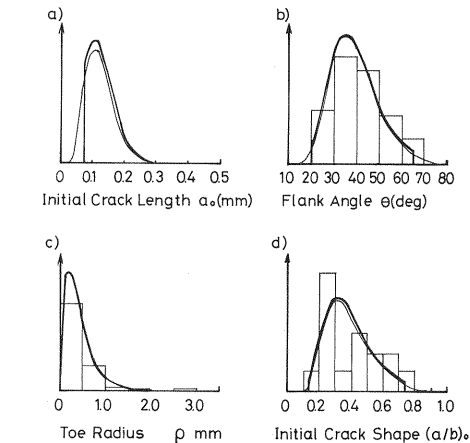 a)
b)
0 0.1 0.2 0.3 0.4 0.5
10 20 30 40 50 60 70 80
Initial Crack Length a₀(mm)
Flank Angle θ(deg)
c)
d)
0 1.0 2.0 3.0
0 0.2 0.4 0.6 0.8 1.0
Toe Radius ρ mm
Initial Crack Shape (a/b)₀